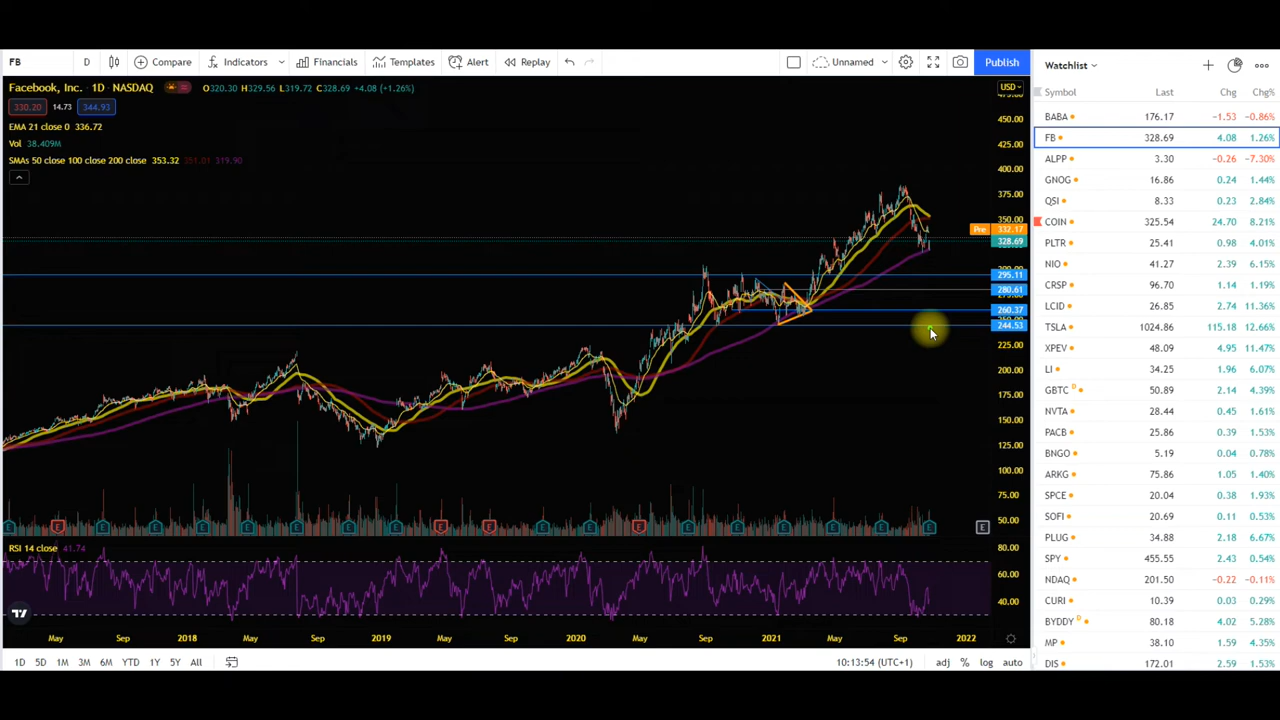 FB D Compare Indicators Financials Templates Alert Replay Unnamed Publish
Facebook, Inc. · 1D · NASDAQ O320.30 H329.56 L319.72 C328.69 +4.08 (+1.26%)
330.20 14.73 344.93
EMA 21 close 0 336.72
Vol 38.409M
SMAs 50 close 100 close 200 close 353.32 351.01 319.90
USD
475.00
450.00
425.00
400.00
375.00
350.00
Pre 332.17
328.69
300.00
295.11
280.61
275.00
260.37
250.00
244.53
225.00
200.00
175.00
150.00
125.00
100.00
75.00
50.00
E E E E E E E E E E E E E E E E E E E E
RSI 14 close 41.74
80.00
60.00
40.00
May Sep 2018 May Sep 2019 May Sep 2020 May Sep 2021 May Sep 2022
1D 5D 1M 3M 6M YTD 1Y 5Y All 10:13:54 (UTC+1) adj % log auto
Watchlist
Symbol Last Chg Chg%
BABA 176.17 −1.53 −0.86%
FB 328.69 4.08 1.26%
ALPP 3.30 −0.26 −7.30%
GNOG 16.86 0.24 1.44%
QSI 8.33 0.23 2.84%
COIN 325.54 24.70 8.21%
PLTR 25.41 0.98 4.01%
NIO 41.27 2.39 6.15%
CRSP 96.70 1.14 1.19%
LCID 26.85 2.74 11.36%
TSLA 1024.86 115.18 12.66%
XPEV 48.09 4.95 11.47%
LI 34.25 1.96 6.07%
GBTC D 50.89 2.14 4.39%
NVTA 28.44 0.45 1.61%
PACB 25.86 0.39 1.53%
BNGO 5.19 0.04 0.78%
ARKG 75.86 1.05 1.40%
SPCE 20.04 0.38 1.93%
SOFI 20.69 0.11 0.53%
PLUG 34.88 2.18 6.67%
SPY 455.55 2.43 0.54%
NDAQ 201.50 −0.22 −0.11%
CURI 10.39 0.03 0.29%
BYDDY D 80.18 4.02 5.28%
MP 38.10 1.59 4.35%
DIS 172.01 2.59 1.53%